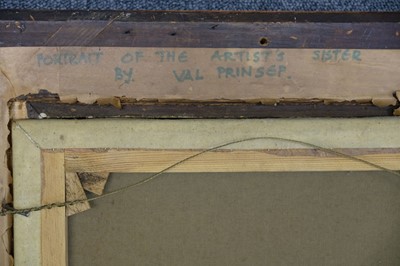 PORTRAIT OF THE ARTIST'S SISTER
BY VAL PRINSEP.